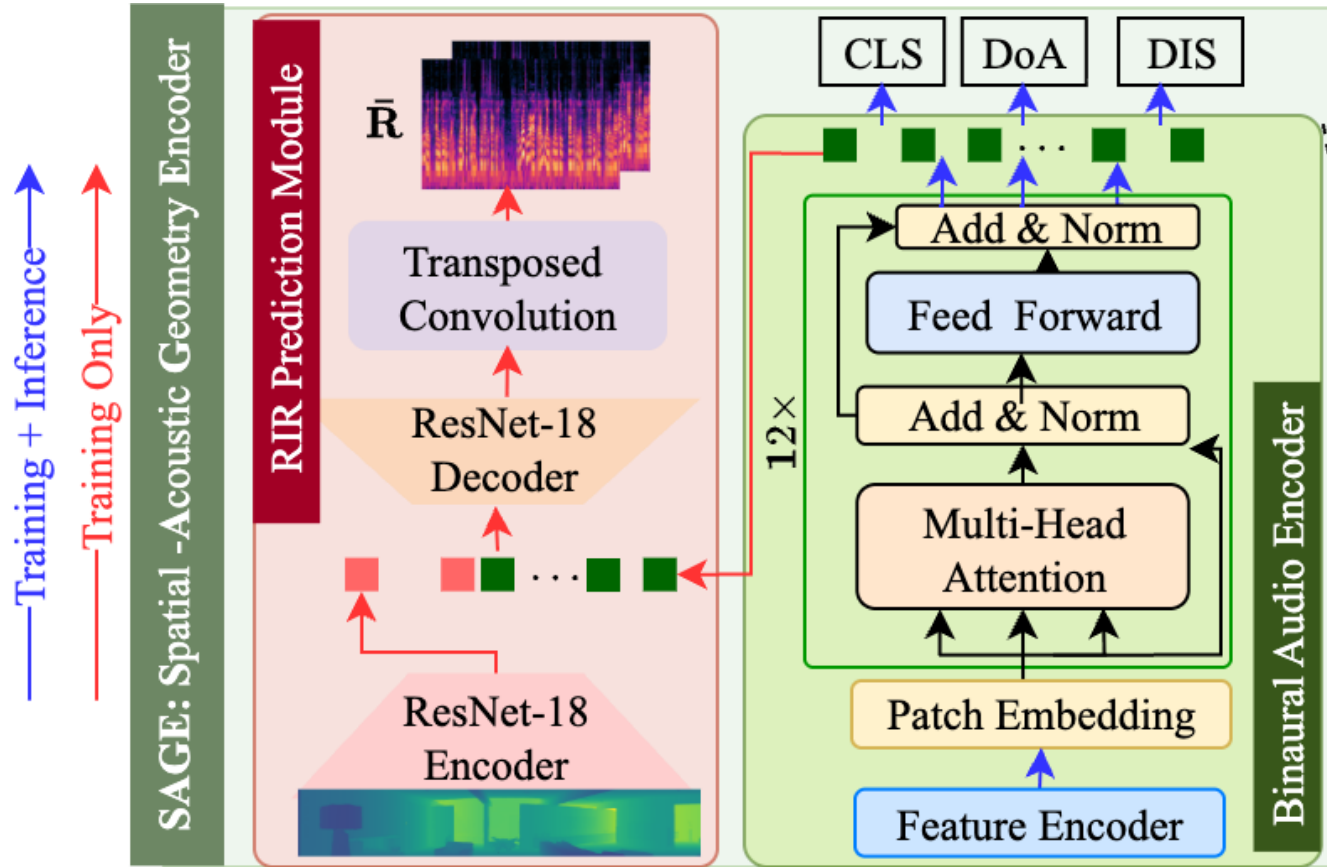 Training + Inference
Training Only
SAGE: Spatial -Acoustic Geometry Encoder
RIR Prediction Module
R̄
Transposed
Convolution
ResNet-18
Decoder
. . .
ResNet-18
Encoder
CLS
DoA
DIS
. . .
12×
Add & Norm
Feed Forward
Add & Norm
Multi-Head
Attention
Patch Embedding
Feature Encoder
Binaural Audio Encoder